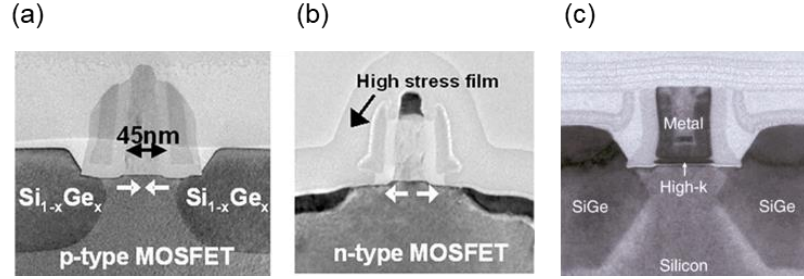 (a)
45nm
Si1-xGex
Si1-xGex
p-type MOSFET
(b)
High stress film
n-type MOSFET
(c)
Metal
High-k
SiGe
SiGe
Silicon